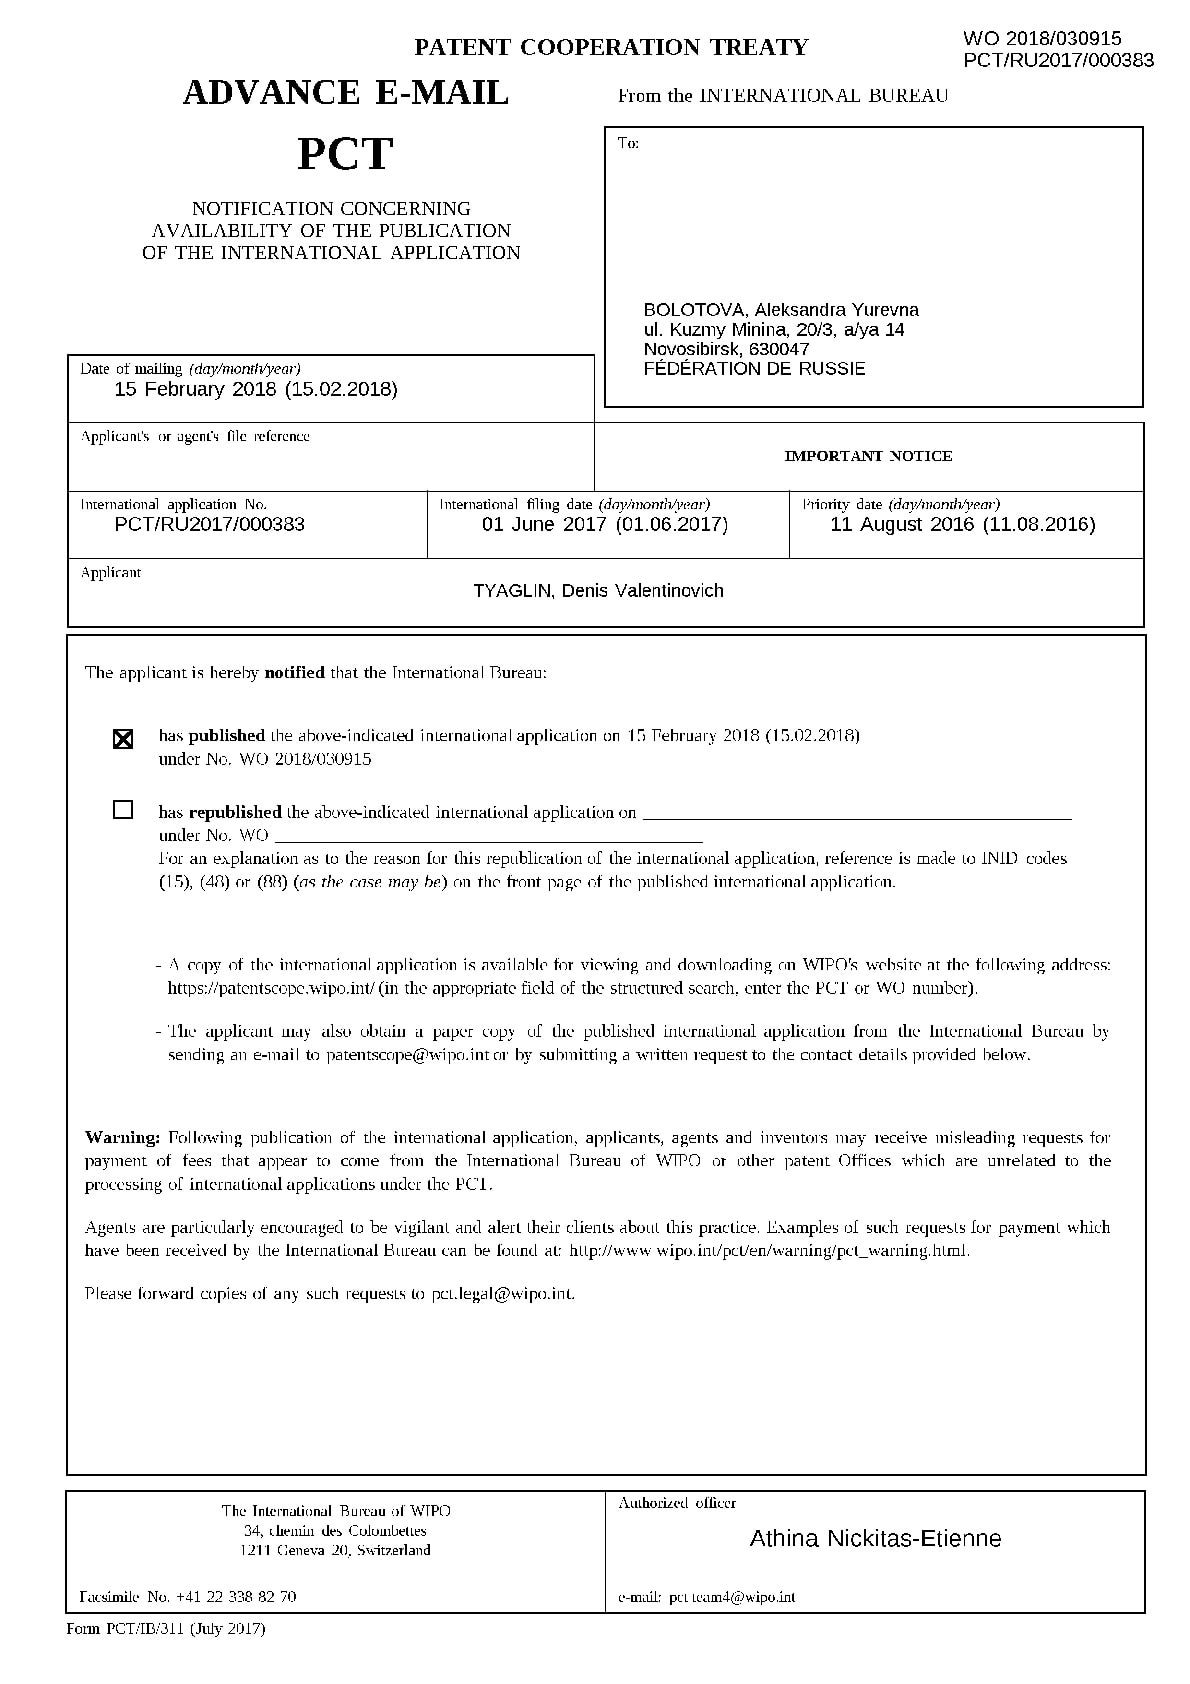 PATENT COOPERATION TREATY
WO 2018/030915
PCT/RU2017/000383
ADVANCE E-MAIL
From the INTERNATIONAL BUREAU
PCT
NOTIFICATION CONCERNING
AVAILABILITY OF THE PUBLICATION
OF THE INTERNATIONAL APPLICATION
To:
BOLOTOVA, Aleksandra Yurevna
ul. Kuzmy Minina, 20/3, a/ya 14
Novosibirsk, 630047
FÉDÉRATION DE RUSSIE
Date of mailing (day/month/year)
15 February 2018 (15.02.2018)
Applicant's or agent's file reference
IMPORTANT NOTICE
International application No.
PCT/RU2017/000383
International filing date (day/month/year)
01 June 2017 (01.06.2017)
Priority date (day/month/year)
11 August 2016 (11.08.2016)
Applicant
TYAGLIN, Denis Valentinovich
The applicant is hereby notified that the International Bureau:
has published the above-indicated international application on 15 February 2018 (15.02.2018)
under No. WO 2018/030915
has republished the above-indicated international application on
under No. WO
For an explanation as to the reason for this republication of the international application, reference is made to INID codes
(15), (48) or (88) (as the case may be) on the front page of the published international application.
- A copy of the international application is available for viewing and downloading on WIPO's website at the following address:
https://patentscope.wipo.int/ (in the appropriate field of the structured search, enter the PCT or WO number).
- The applicant may also obtain a paper copy of the published international application from the International Bureau by
sending an e-mail to patentscope@wipo.int or by submitting a written request to the contact details provided below.
Warning: Following publication of the international application, applicants, agents and inventors may receive misleading requests for
payment of fees that appear to come from the International Bureau of WIPO or other patent Offices which are unrelated to the
processing of international applications under the PCT.
Agents are particularly encouraged to be vigilant and alert their clients about this practice. Examples of such requests for payment which
have been received by the International Bureau can be found at: http://www wipo.int/pct/en/warning/pct_warning.html.
Please forward copies of any such requests to pct.legal@wipo.int.
The International Bureau of WIPO
34, chemin des Colombettes
1211 Geneva 20, Switzerland
Facsimile No. +41 22 338 82 70
Authorized officer
Athina Nickitas-Etienne
e-mail: pct team4@wipo.int
Form PCT/IB/311 (July 2017)